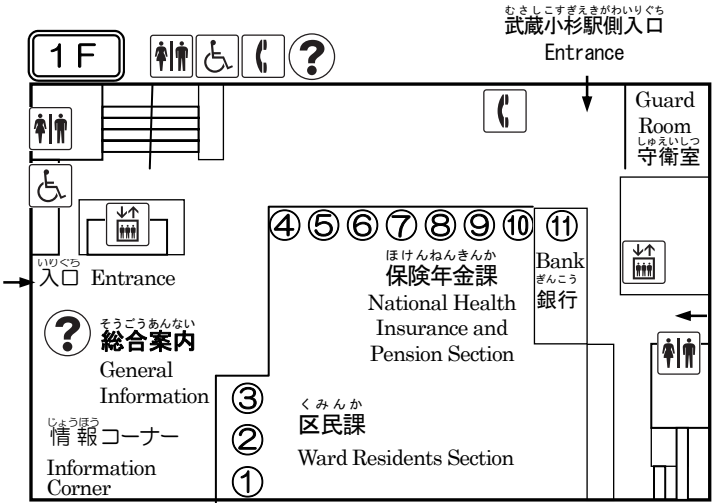 むさしこすぎえきがわいりぐち
武蔵小杉駅側入口
Entrance
1F
?
Guard
Room
しゅえいしつ
守衛室
④⑤⑥⑦⑧⑨⑩⑪
いりぐち
入口 Entrance
ほけんねんきんか
保険年金課
National Health
Insurance and
Pension Section
Bank
ぎんこう
銀行
?
そうごうあんない
総合案内
General
Information
③
②
①
くみんか
区民課
Ward Residents Section
じょうほう
情報コーナー
Information
Corner